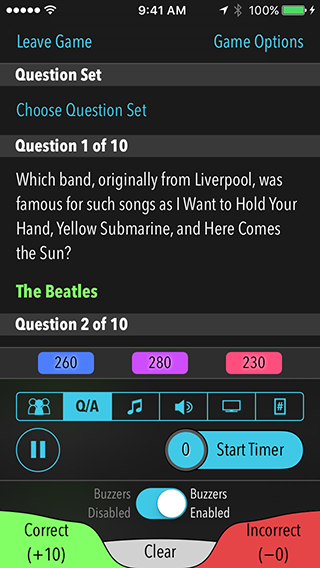 9:41 AM 100%
Leave Game Game Options
Question Set
Choose Question Set
Question 1 of 10
Which band, originally from Liverpool, was
famous for such songs as I Want to Hold Your
Hand, Yellow Submarine, and Here Comes
the Sun?
The Beatles
Question 2 of 10
260 280 230
Q/A #
0 Start Timer
Buzzers Disabled Buzzers Enabled
Correct (+10) Clear Incorrect (−0)